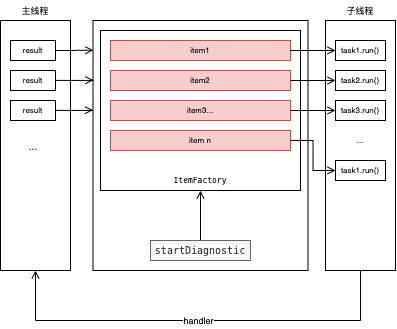 主线程
子线程
result
item1
task1.run()
result
item2
task2.run()
result
item3...
task3.run()
...
item n
...
task1.run()
ItemFactory
startDiagnostic
handler